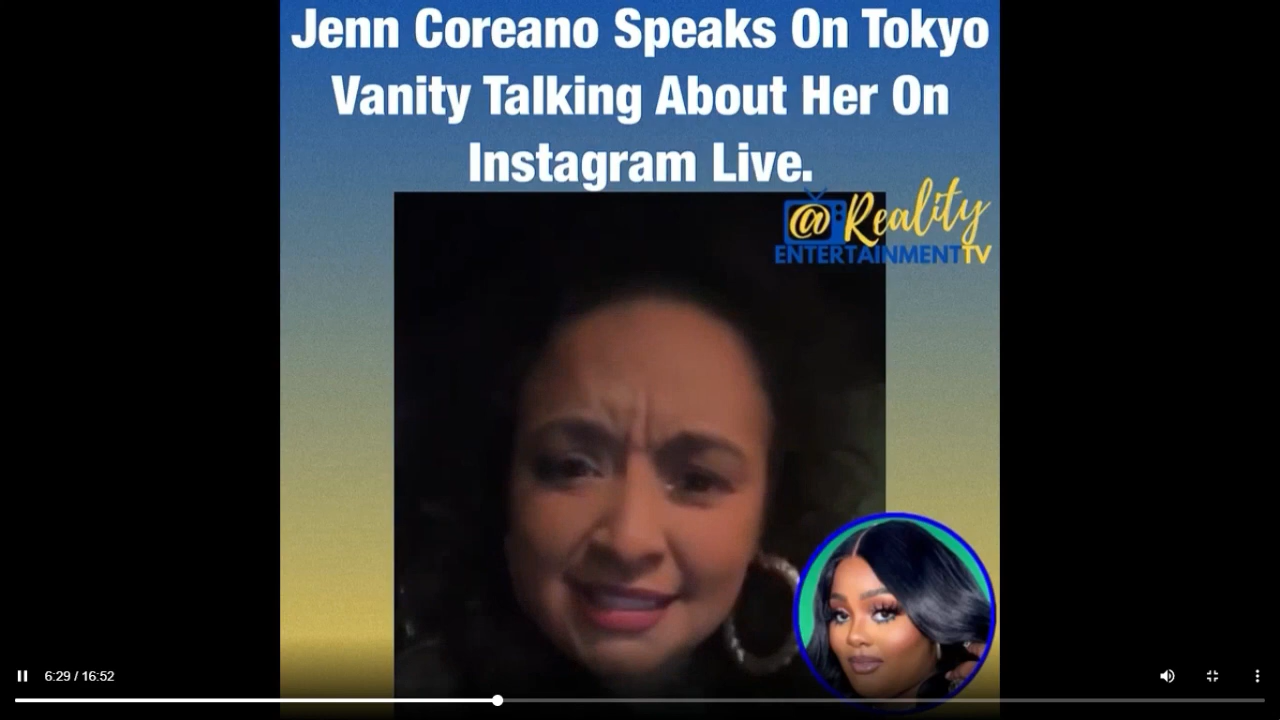 Jenn Coreano Speaks On Tokyo
Vanity Talking About Her On
Instagram Live.
@Reality
ENTERTAINMENTTV
6:29 / 16:52